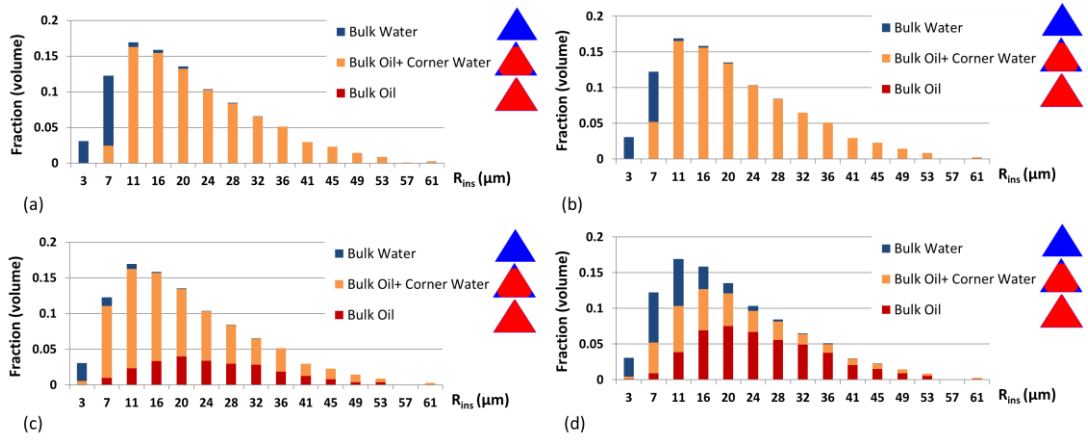 0.2
0.15
0.1
0.05
0
Fraction (volume)
Bulk Water
Bulk Oil+ Corner Water
Bulk Oil
3 7 11 16 20 24 28 32 36 41 45 49 53 57 61 Rins (μm)
(a)
0.2
0.15
0.1
0.05
0
Fraction (volume)
Bulk Water
Bulk Oil+ Corner Water
Bulk Oil
3 7 11 16 20 24 28 32 36 41 45 49 53 57 61 Rins (μm)
(b)
0.2
0.15
0.1
0.05
0
Fraction (volume)
Bulk Water
Bulk Oil+ Corner Water
Bulk Oil
3 7 11 16 20 24 28 32 36 41 45 49 53 57 61 Rins (μm)
(c)
0.2
0.15
0.1
0.05
0
Fraction (volume)
Bulk Water
Bulk Oil+ Corner Water
Bulk Oil
3 7 11 16 20 24 28 32 36 41 45 49 53 57 61 Rins (μm)
(d)